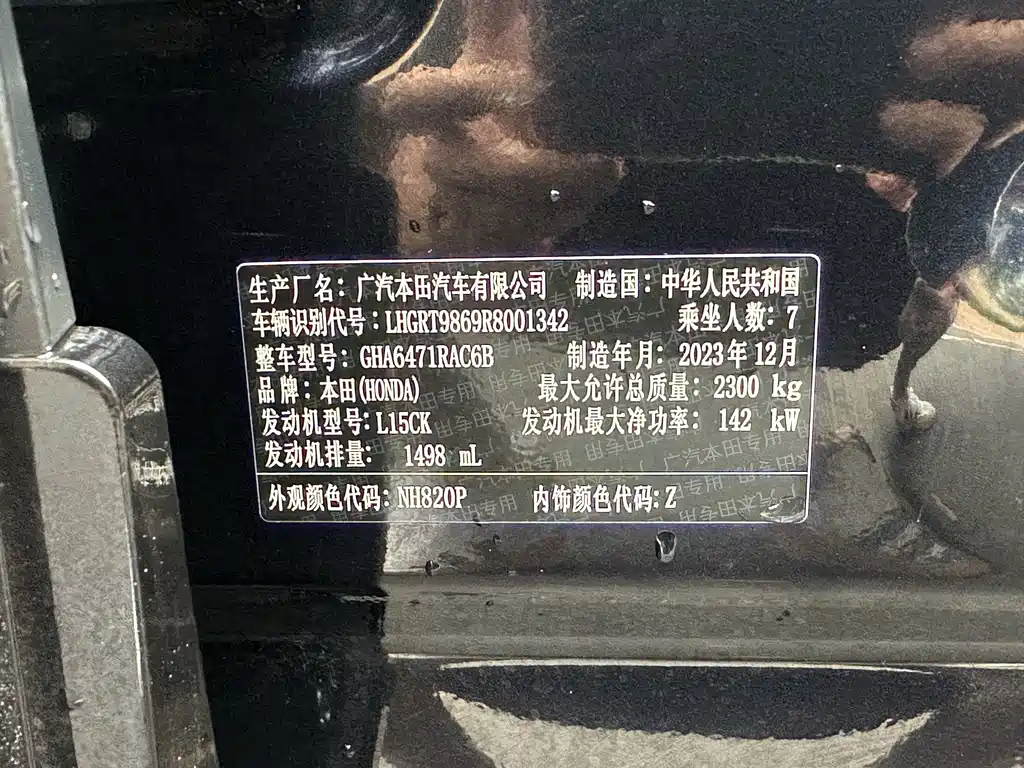 生产厂名：广汽本田汽车有限公司 制造国：中华人民共和国
车辆识别代号：LHGRT9869R8001342 乘坐人数：7
整车型号：GHA6471RAC6B 制造年月：2023年12月
品牌：本田(HONDA) 最大允许总质量：2300 kg
发动机型号：L15CK 发动机最大净功率：142 kW
发动机排量：1498 mL
外观颜色代码：NH820P 内饰颜色代码：Z